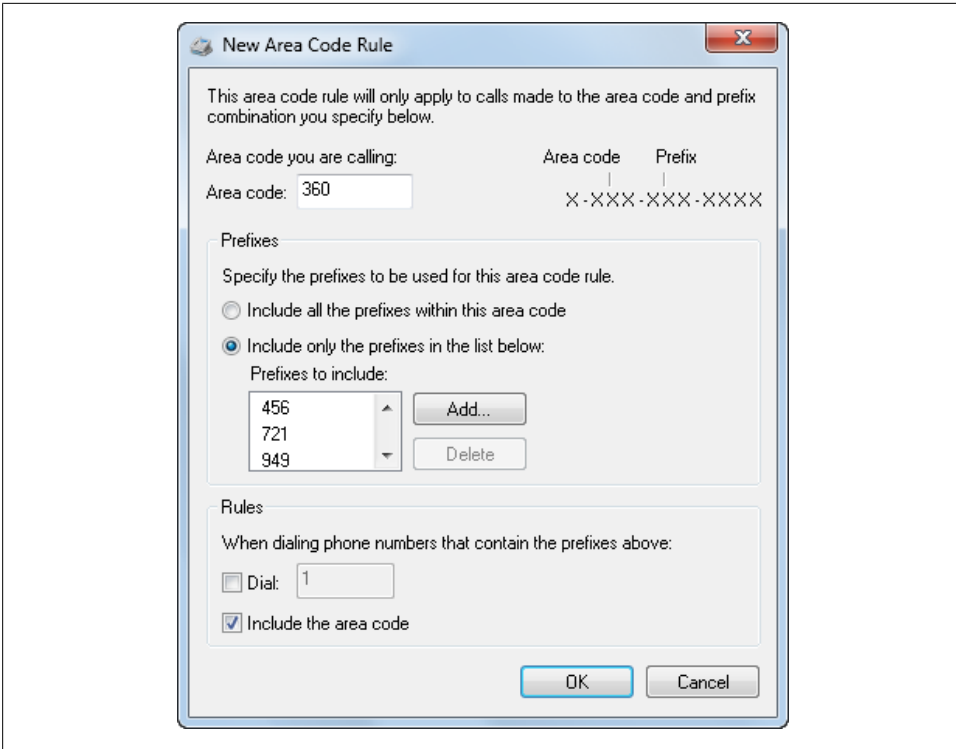 New Area Code Rule
This area code rule will only apply to calls made to the area code and prefix
combination you specify below.
Area code you are calling:
Area code Prefix
Area code: 360
X-XXX-XXX-XXXX
Prefixes
Specify the prefixes to be used for this area code rule.
Include all the prefixes within this area code
Include only the prefixes in the list below:
Prefixes to include:
456
721
949
Add...
Delete
Rules
When dialing phone numbers that contain the prefixes above:
Dial: 1
Include the area code
OK
Cancel